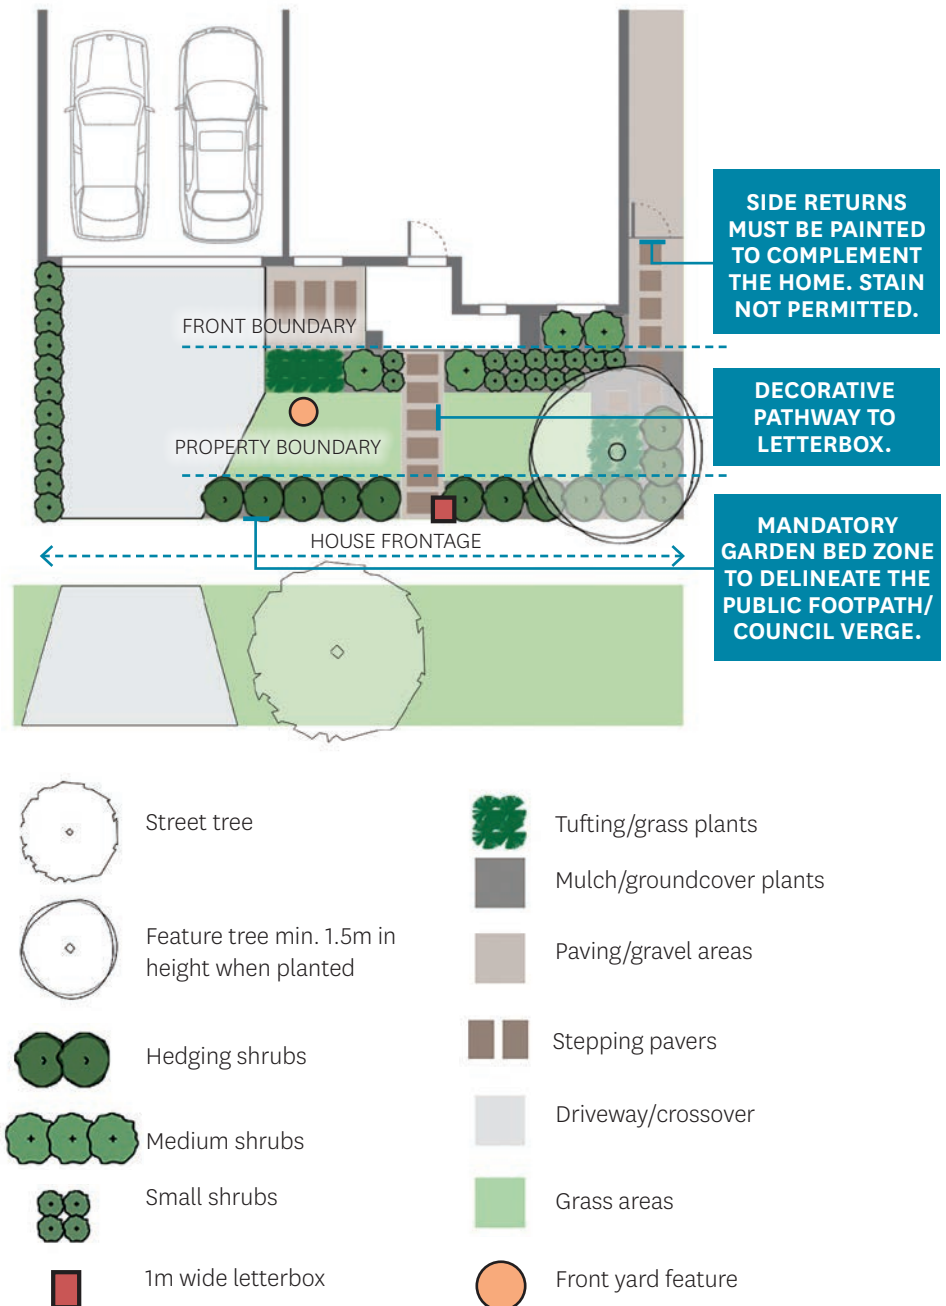 SIDE RETURNS
MUST BE PAINTED
TO COMPLEMENT
THE HOME. STAIN
NOT PERMITTED.
FRONT BOUNDARY
DECORATIVE
PATHWAY TO
LETTERBOX.
PROPERTY BOUNDARY
MANDATORY
GARDEN BED ZONE
TO DELINEATE THE
PUBLIC FOOTPATH/
COUNCIL VERGE.
HOUSE FRONTAGE
Street tree
Feature tree min. 1.5m in
height when planted
Hedging shrubs
Medium shrubs
Small shrubs
1m wide letterbox
Tufting/grass plants
Mulch/groundcover plants
Paving/gravel areas
Stepping pavers
Driveway/crossover
Grass areas
Front yard feature